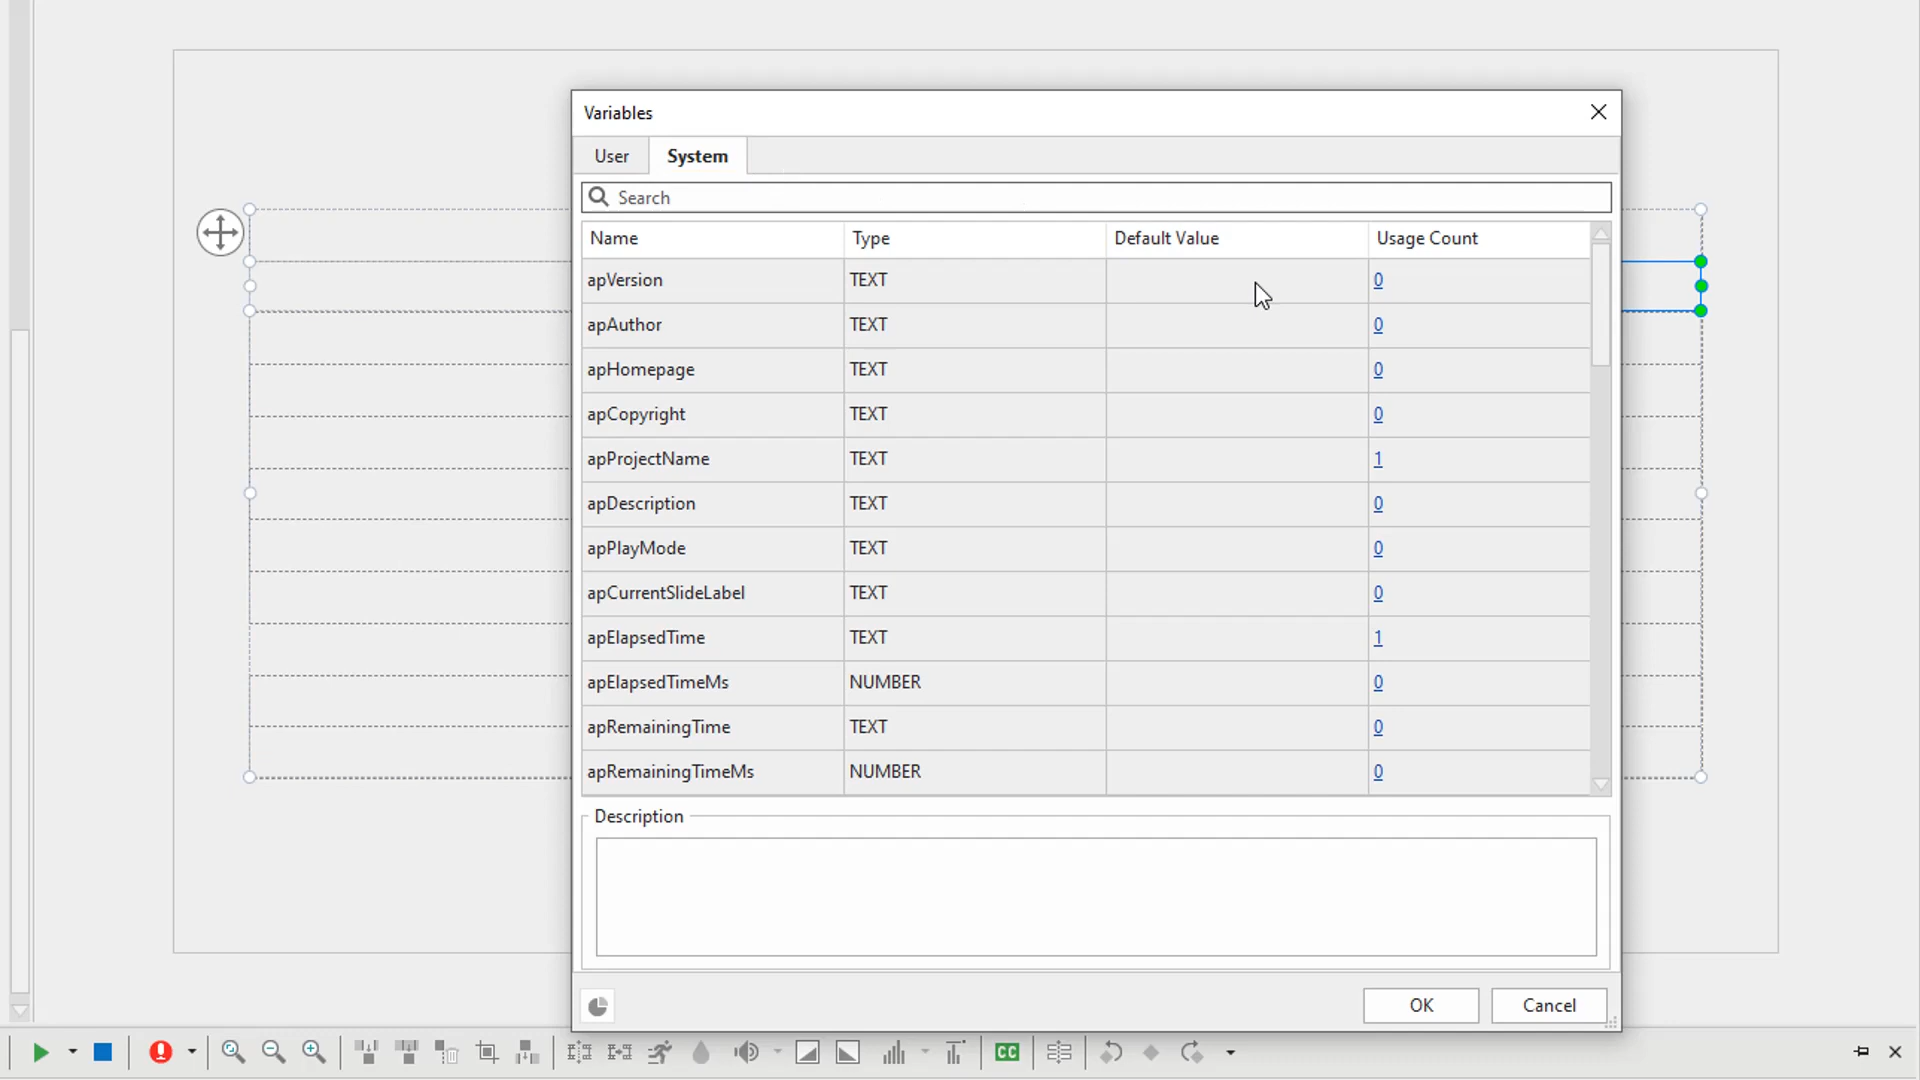 Variables
User System
Search
Name Type Default Value Usage Count
apVersion TEXT 0
apAuthor TEXT 0
apHomepage TEXT 0
apCopyright TEXT 0
apProjectName TEXT 1
apDescription TEXT 0
apPlayMode TEXT 0
apCurrentSlideLabel TEXT 0
apElapsedTime TEXT 1
apElapsedTimeMs NUMBER 0
apRemainingTime TEXT 0
apRemainingTimeMs NUMBER 0
Description
OK Cancel
CC